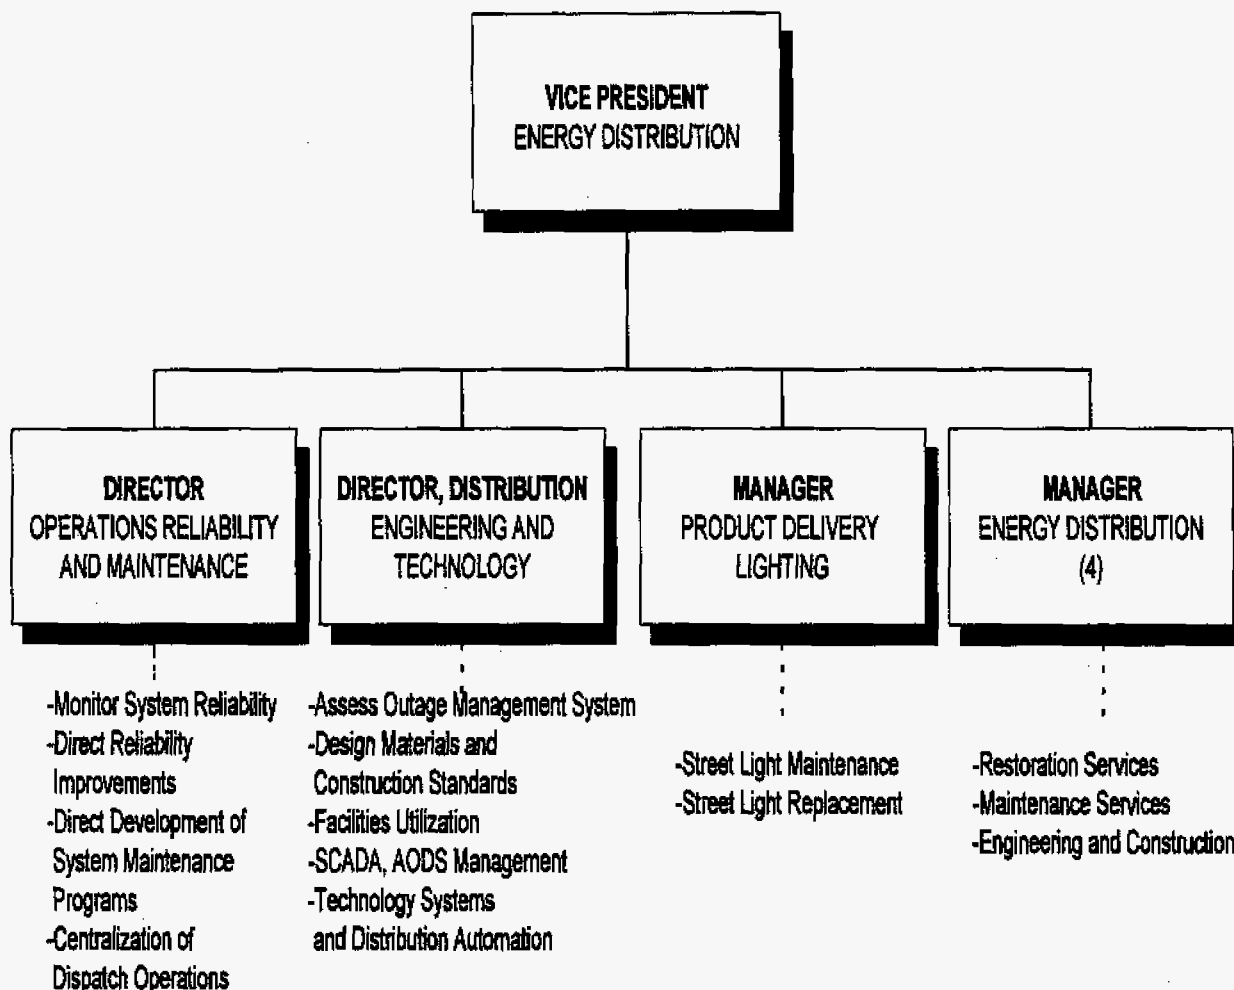 VICE PRESIDENT
ENERGY DISTRIBUTION
DIRECTOR
OPERATIONS RELIABILITY
AND MAINTENANCE
DIRECTOR, DISTRIBUTION
ENGINEERING AND
TECHNOLOGY
MANAGER
PRODUCT DELIVERY
LIGHTING
MANAGER
ENERGY DISTRIBUTION
(4)
-Monitor System Reliability
-Direct Reliability
Improvements
-Direct Development of
System Maintenance
Programs
-Centralization of
Dispatch Operations
-Assess Outage Management System
-Design Materials and
Construction Standards
-Facilities Utilization
-SCADA, AODS Management
-Technology Systems
and Distribution Automation
-Street Light Maintenance
-Street Light Replacement
-Restoration Services
-Maintenance Services
-Engineering and Construction